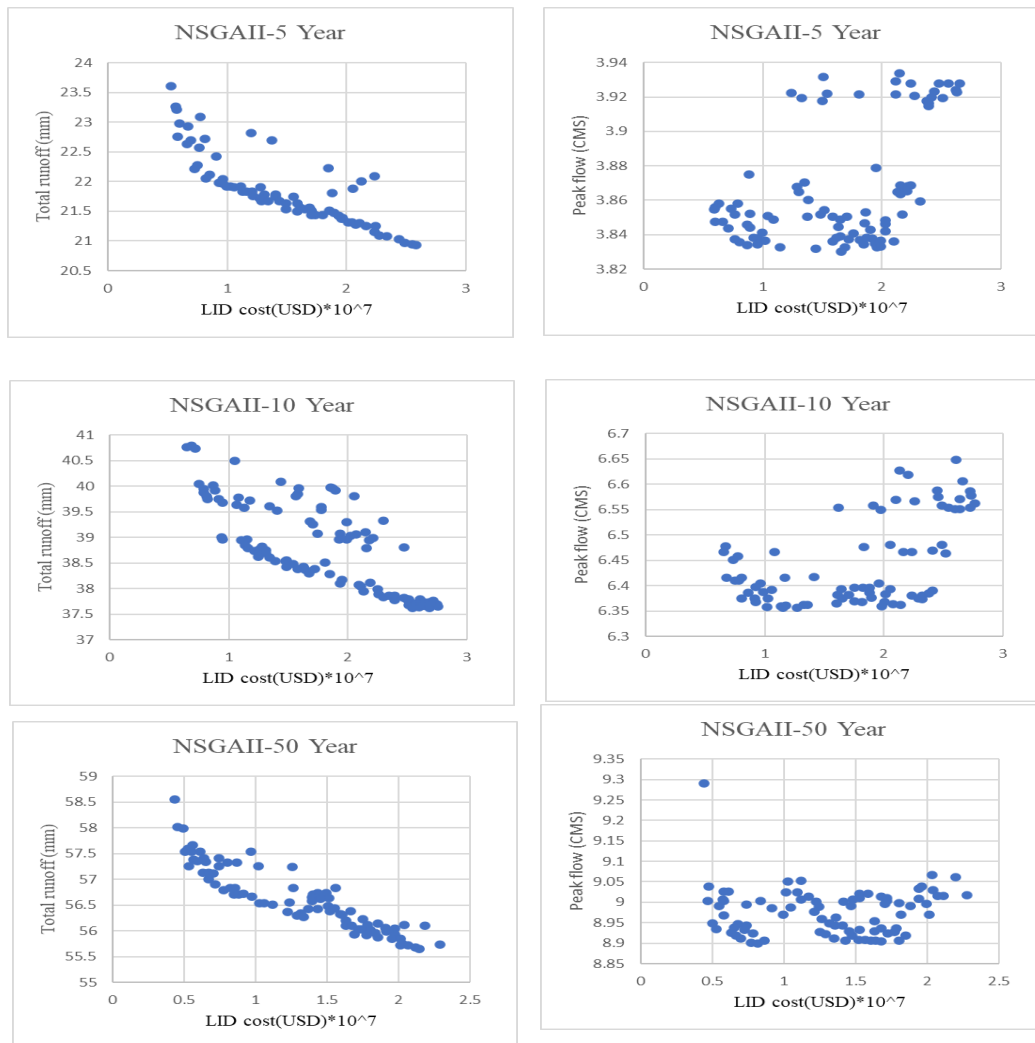 NSGAII-5 Year
Total runoff (mm)
24
23.5
23
22.5
22
21.5
21
20.5
0 1 2 3
LID cost(USD)*10^7
NSGAII-5 Year
Peak flow (CMS)
3.94
3.92
3.9
3.88
3.86
3.84
3.82
0 1 2 3
LID cost(USD)*10^7
NSGAII-10 Year
Total runoff (mm)
41
40.5
40
39.5
39
38.5
38
37.5
37
0 1 2 3
LID cost(USD)*10^7
NSGAII-10 Year
Peak flow (CMS)
6.7
6.65
6.6
6.55
6.5
6.45
6.4
6.35
6.3
0 1 2 3
LID cost(USD)*10^7
NSGAII-50 Year
Total runoff (mm)
59
58.5
58
57.5
57
56.5
56
55.5
55
0 0.5 1 1.5 2 2.5
LID cost(USD)*10^7
NSGAII-50 Year
Peak flow (CMS)
9.35
9.3
9.25
9.2
9.15
9.1
9.05
9
8.95
8.9
8.85
0 0.5 1 1.5 2 2.5
LID cost(USD)*10^7